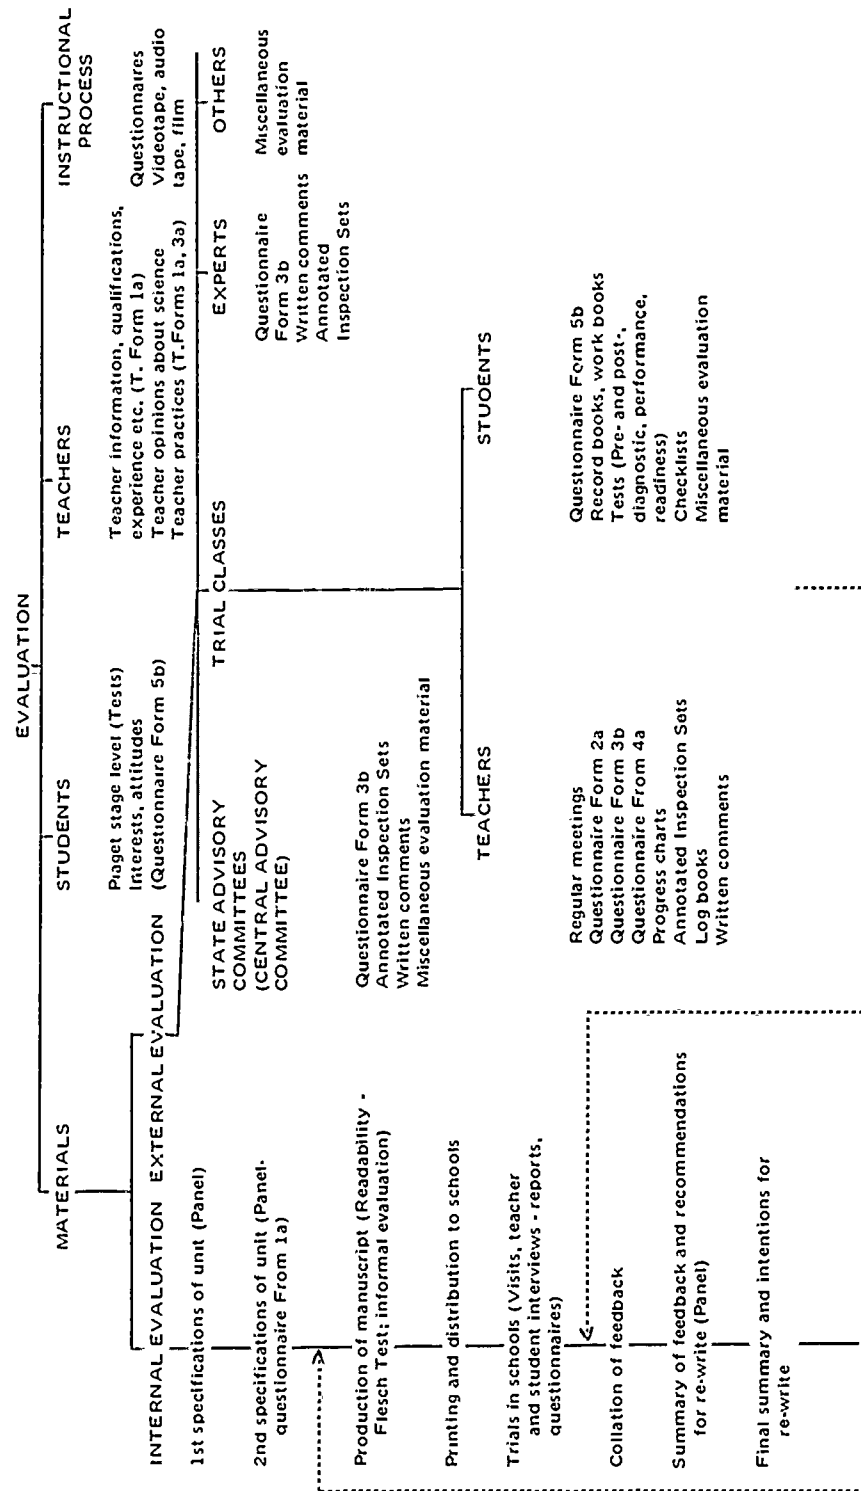 EVALUATION
MATERIALS
STUDENTS
TEACHERS
INSTRUCTIONAL
PROCESS
INTERNAL EVALUATION
EXTERNAL EVALUATION
Piaget stage level (Tests)
Interests, attitudes
(Questionnaire Form 5b)
Teacher information, qualifications,
experience etc. (T. Form 1a)
Teacher opinions about science
Teacher practices (T.Forms 1a, 3a)
Questionnaires
Videotape, audio
tape, film
1st specifications of unit (Panel)
2nd specifications of unit (Panel-
questionnaire From 1a)
Production of manuscript (Readability -
Flesch Test; informal evaluation)
Printing and distribution to schools
Trials in schools (Visits, teacher
and student interviews - reports,
questionnaires)
Collation of feedback
Summary of feedback and recommendations
for re-write (Panel)
Final summary and intentions for
re-write
STATE ADVISORY
COMMITTEES
(CENTRAL ADVISORY
COMMITTEE)
Questionnaire Form 3b
Annotated Inspection Sets
Written comments
Miscellaneous evaluation material
TRIAL CLASSES
EXPERTS
Questionnaire
Form 3b
Written comments
Annotated
Inspection Sets
OTHERS
Miscellaneous
evaluation
material
TEACHERS
Regular meetings
Questionnaire Form 2a
Questionnaire Form 3b
Questionnaire From 4a
Progress charts
Annotated Inspection Sets
Log books
Written comments
STUDENTS
Questionnaire Form 5b
Record books, work books
Tests (Pre- and post-,
diagnostic, performance,
readiness)
Checklists
Miscellaneous evaluation
material